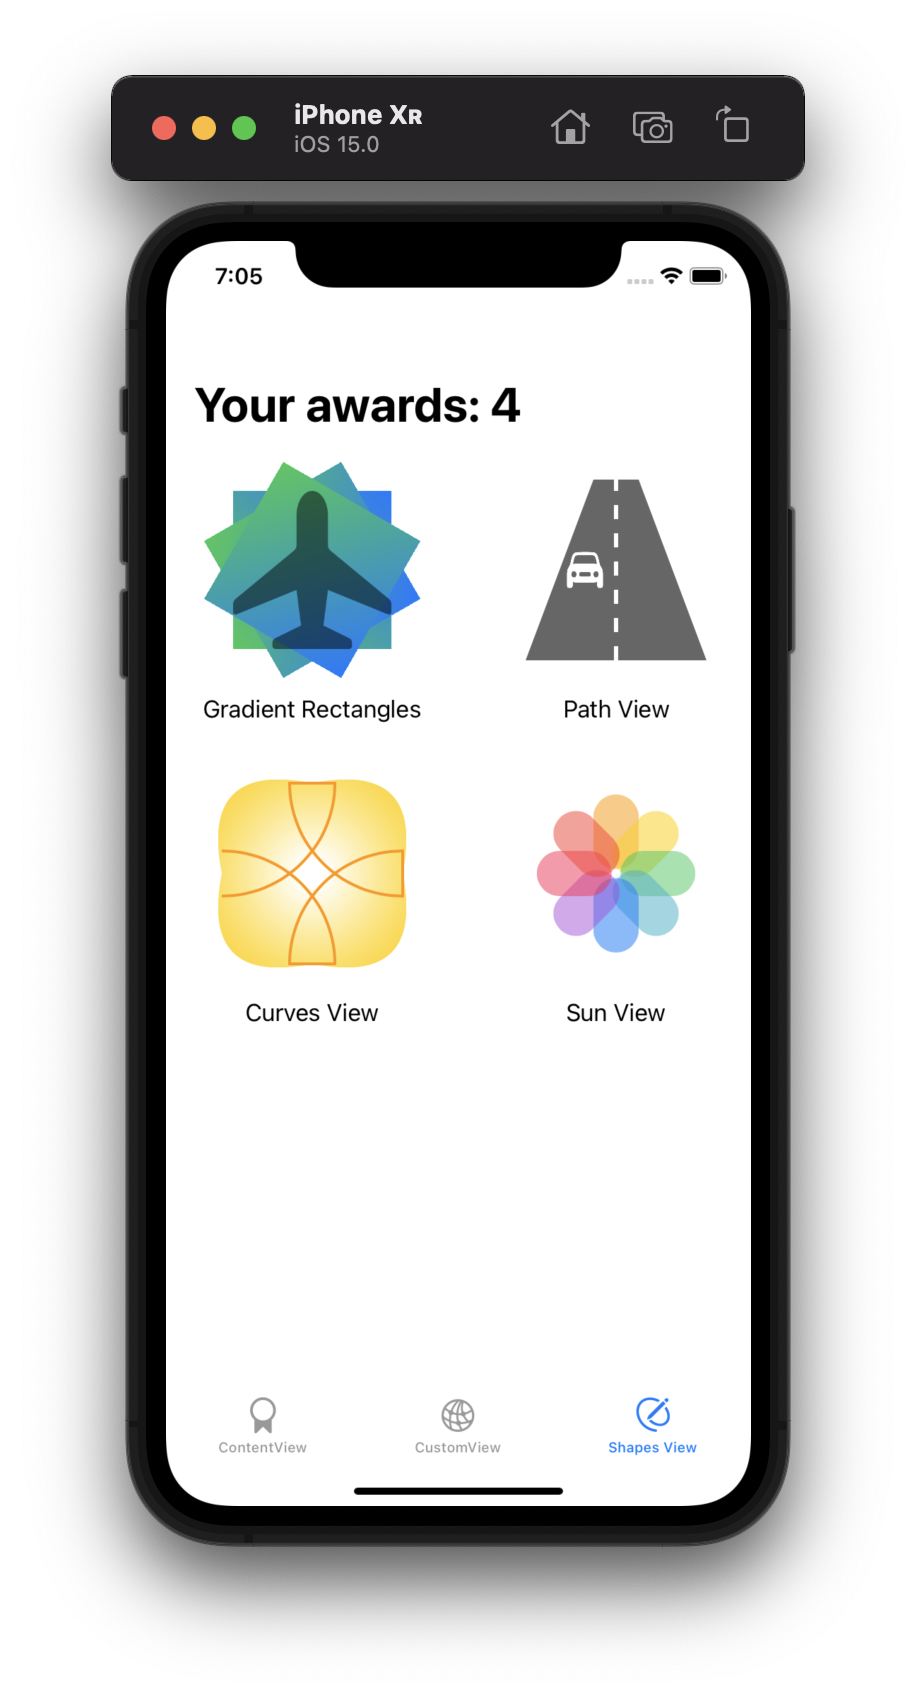 iPhone XR
iOS 15.0
7:05
Your awards: 4
Gradient Rectangles
Path View
Curves View
Sun View
ContentView
CustomView
Shapes View